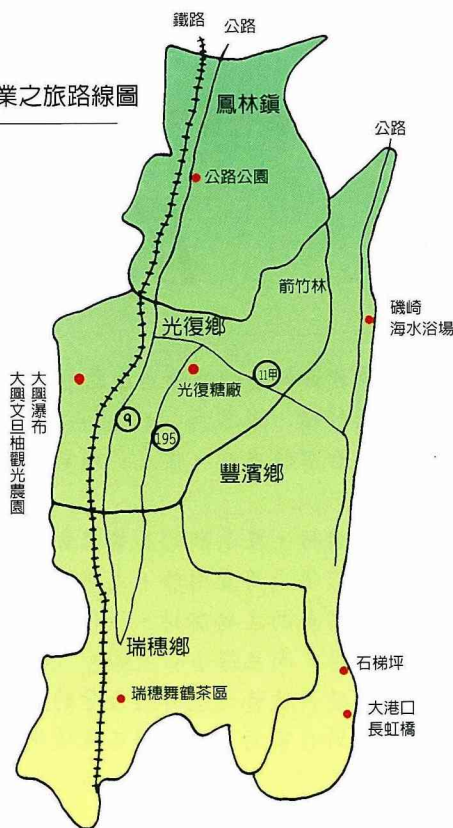 鐵路
公路
業之旅路線圖
鳳林鎮
公路
公路公園
箭竹林
磯崎
海水浴場
光復鄉
11甲
光復糖廠
大興瀑布
大興文旦柚觀光農園
9
195
豐濱鄉
瑞穗鄉
石梯坪
瑞穗舞鶴茶區
大港口
長虹橋